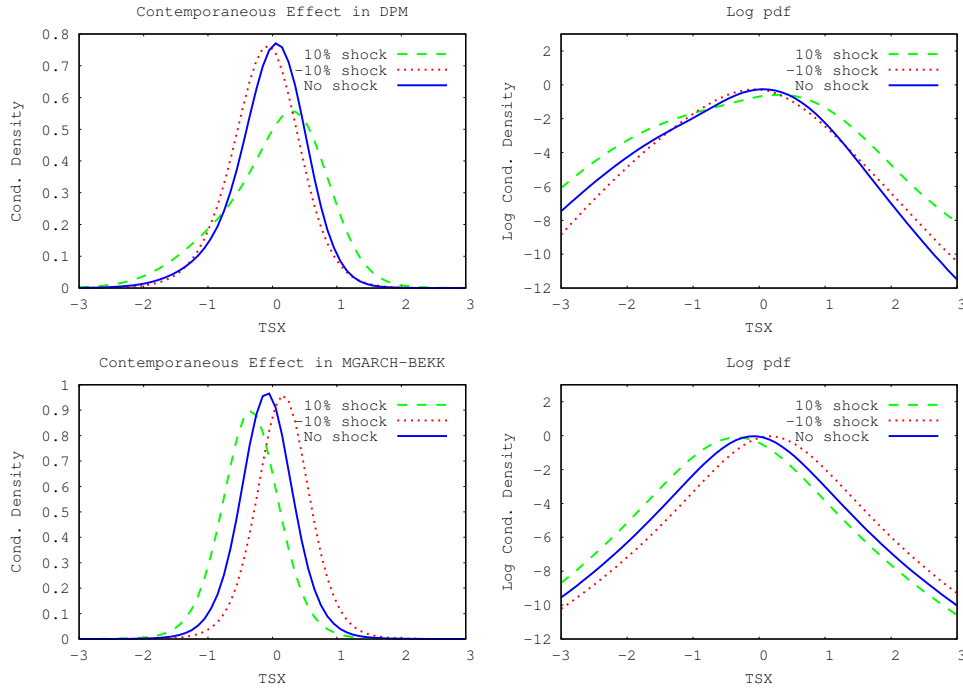 Contemporaneous Effect in DPM
0.8
0.7
0.6
0.5
0.4
0.3
0.2
0.1
0
Cond. Density
10% shock
-10% shock
No shock
-3 -2 -1 0 1 2 3
TSX
Log pdf
2
0
-2
-4
-6
-8
-10
-12
Log Cond. Density
10% shock
-10% shock
No shock
-3 -2 -1 0 1 2 3
TSX
Contemporaneous Effect in MGARCH-BEKK
1
0.9
0.8
0.7
0.6
0.5
0.4
0.3
0.2
0.1
0
Cond. Density
10% shock
-10% shock
No shock
-3 -2 -1 0 1 2 3
TSX
Log pdf
2
0
-2
-4
-6
-8
-10
-12
Log Cond. Density
10% shock
-10% shock
No shock
-3 -2 -1 0 1 2 3
TSX